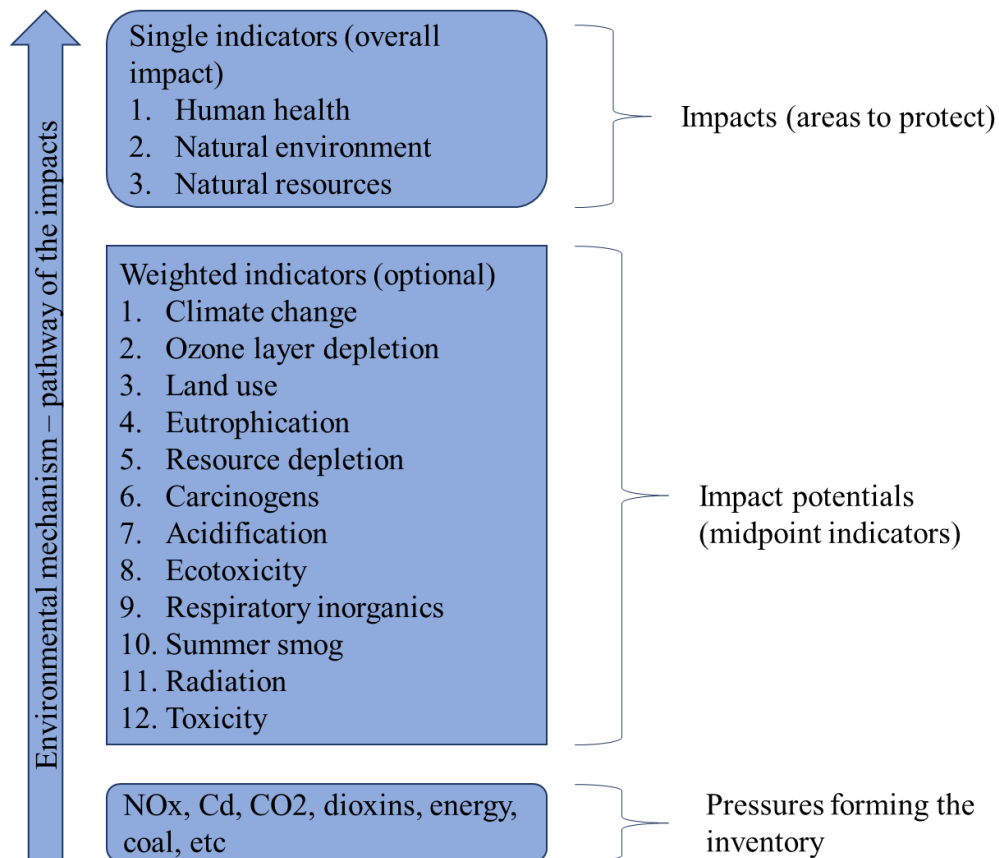 Single indicators (overall
impact)
1. Human health
2. Natural environment
3. Natural resources
Impacts (areas to protect)
Environmental mechanism – pathway of the impacts
Weighted indicators (optional)
1. Climate change
2. Ozone layer depletion
3. Land use
4. Eutrophication
5. Resource depletion
6. Carcinogens
7. Acidification
8. Ecotoxicity
9. Respiratory inorganics
10. Summer smog
11. Radiation
12. Toxicity
Impact potentials
(midpoint indicators)
NOx, Cd, CO2, dioxins, energy,
coal, etc
Pressures forming the
inventory